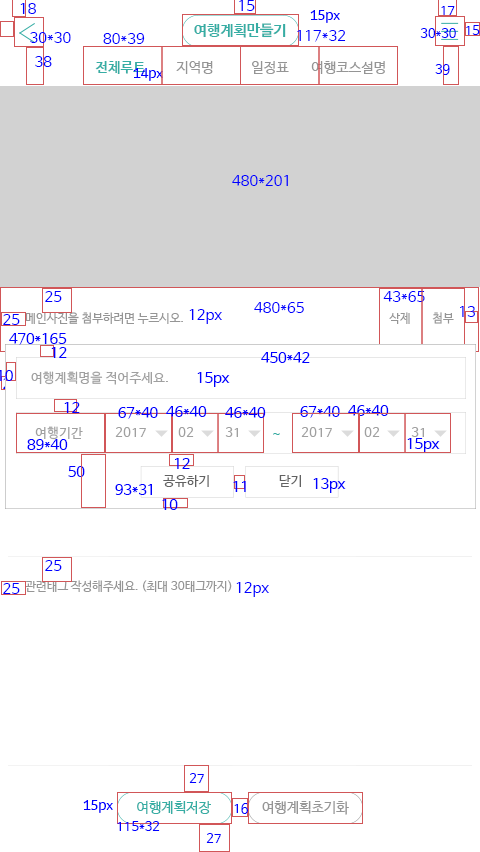 18
15
15px
17
30*30
여행계획만들기
117*32
30*30
15
80*39
38
전체루트
14px
지역명
일정표
여행코스설명
39
480*201
25
43*65
25
메인사진을 첨부하려면 누르시오.
12px
480*65
삭제
첨부
13
470*165
12
450*42
여행계획명을 적어주세요.
15px
12
67*40
46*40
46*40
67*40
46*40
여행기간
2017
02
31
~
2017
02
31
89*40
15px
12
50
93*31
공유하기
11
닫기
13px
10
25
25
관련태그 작성해주세요. (최대 30태그까지)
12px
27
15px
여행계획저장
16
여행계획초기화
115*32
27